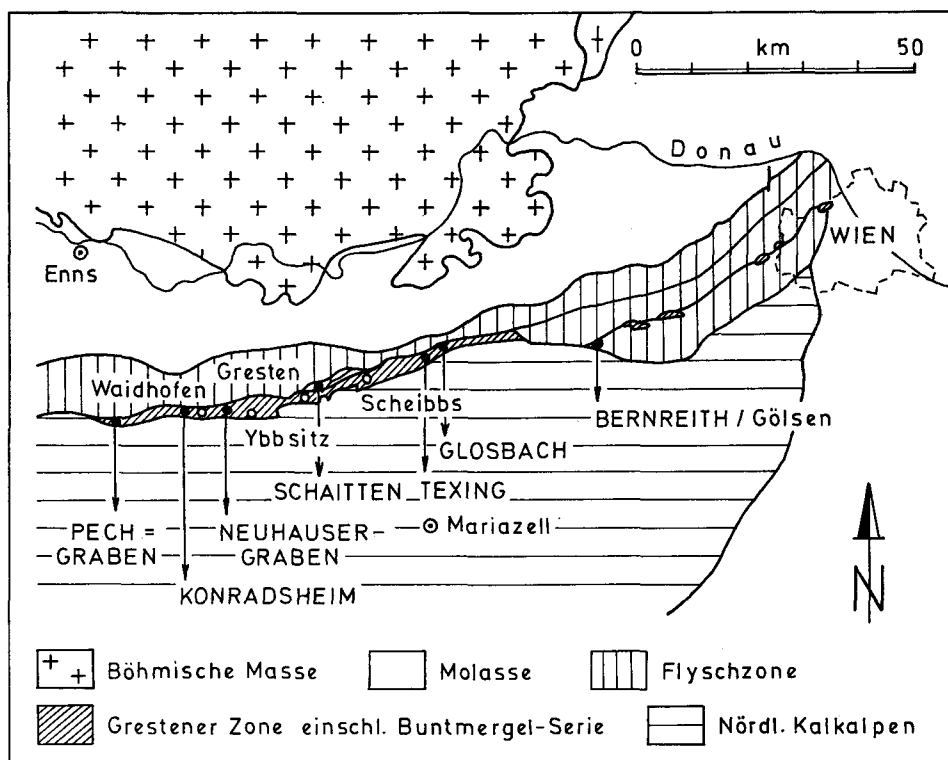 0 km 50
Donau
WIEN
Enns
Waidhofen
Gresten
Scheibbs
Ybbsitz
BERNREITH / Gölsen
GLOSBACH
SCHAITTEN TEXING
Mariazell
PECH=
GRABEN
NEUHAUSER-
GRABEN
KONRADSHEIM
N
Böhmische Masse
Molasse
Flyschzone
Grestener Zone einschl. Buntmergel-Serie
Nördl. Kalkalpen